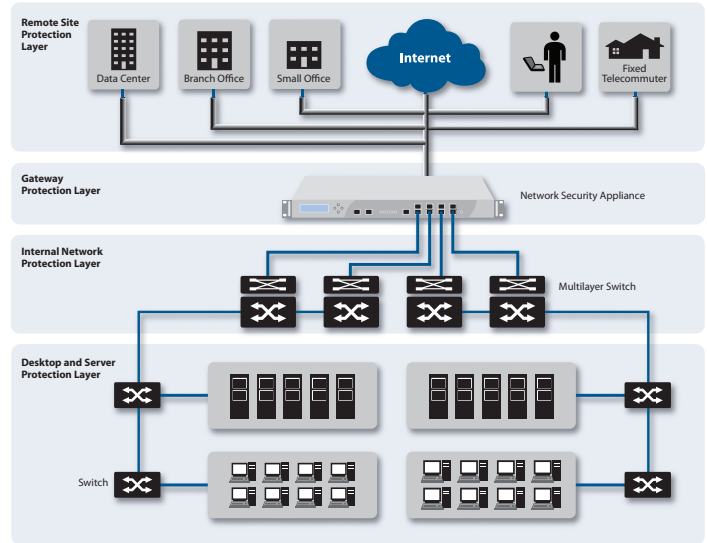 Remote Site
Protection
Layer
Data Center
Branch Office
Small Office
Internet
Fixed
Telecommuter
Gateway
Protection Layer
Network Security Appliance
Internal Network
Protection Layer
Multilayer Switch
Desktop and Server
Protection Layer
Switch